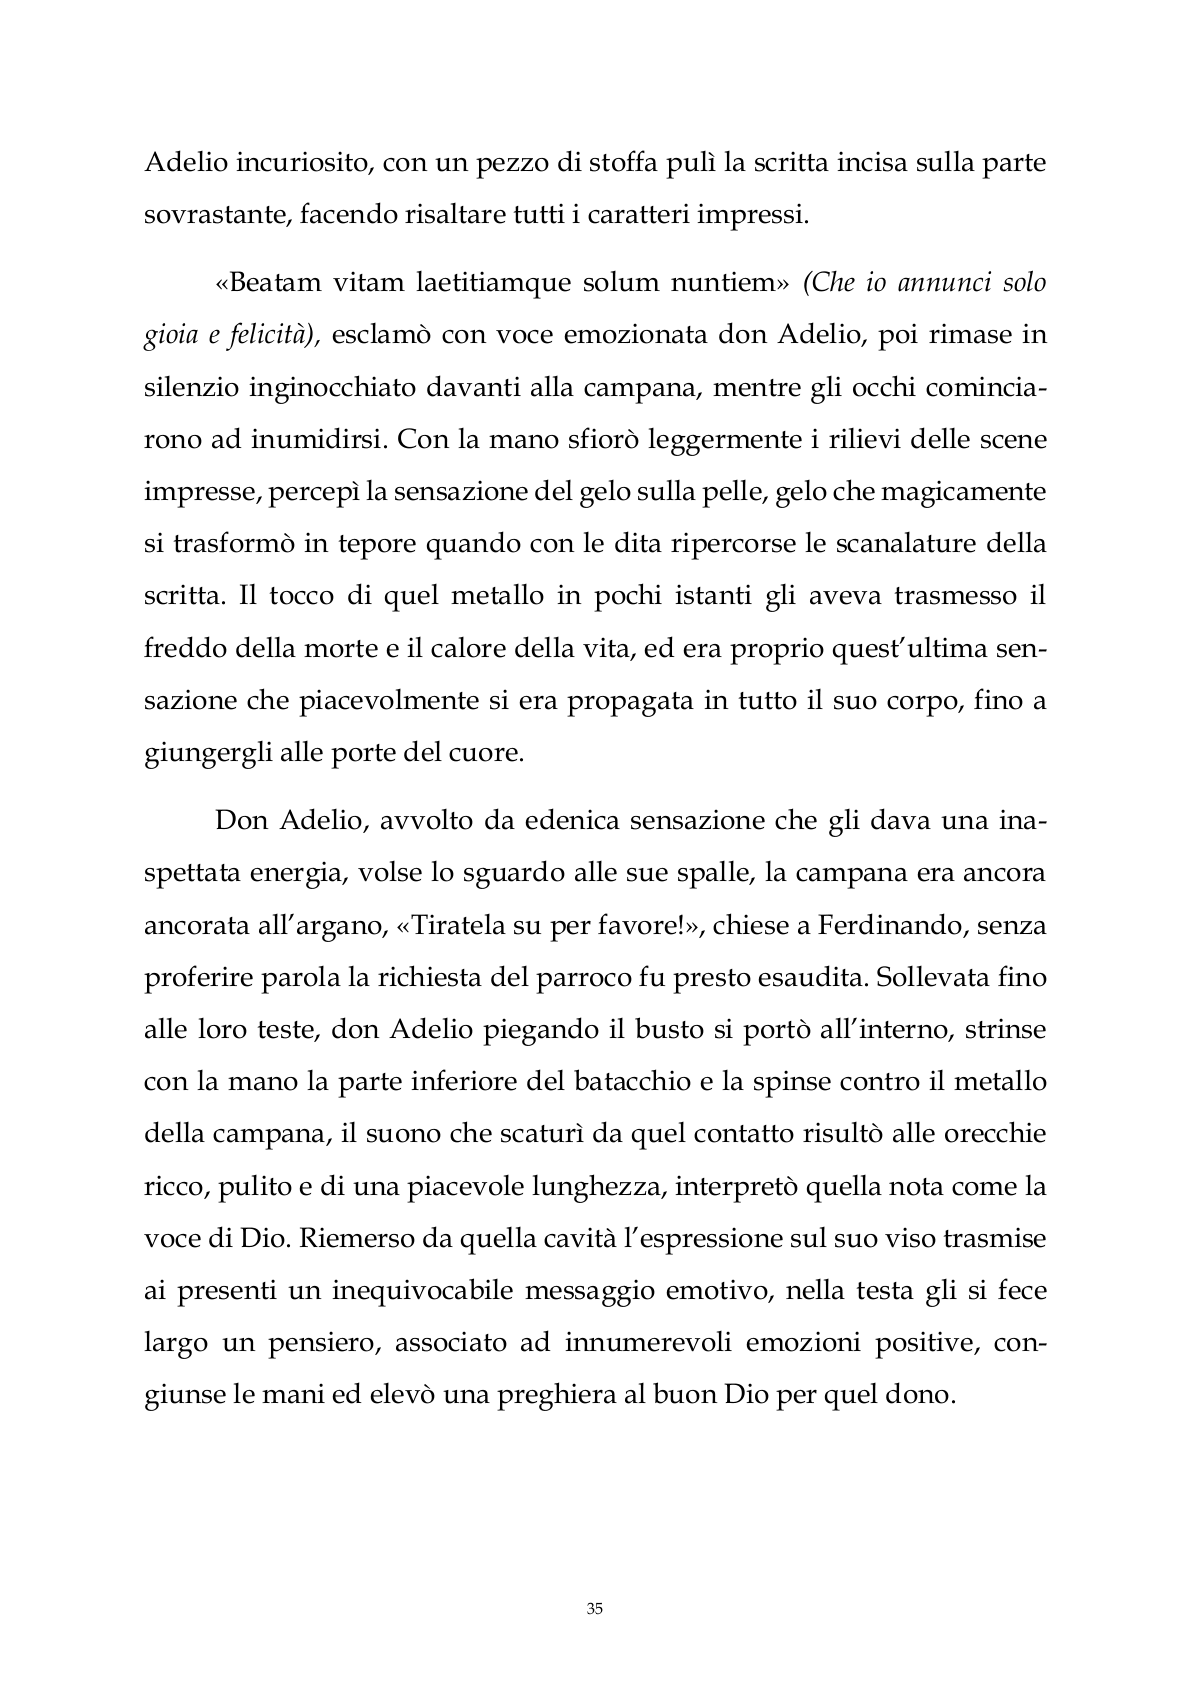 Adelio incuriosito, con un pezzo di stoffa pulì la scritta incisa sulla parte
sovrastante, facendo risaltare tutti i caratteri impressi.
«Beatam vitam laetitiamque solum nuntiem» (Che io annunci solo
gioia e felicità), esclamò con voce emozionata don Adelio, poi rimase in
silenzio inginocchiato davanti alla campana, mentre gli occhi comincia-
rono ad inumidirsi. Con la mano sfiorò leggermente i rilievi delle scene
impresse, percepì la sensazione del gelo sulla pelle, gelo che magicamente
si trasformò in tepore quando con le dita ripercorse le scanalature della
scritta. Il tocco di quel metallo in pochi istanti gli aveva trasmesso il
freddo della morte e il calore della vita, ed era proprio quest’ultima sen-
sazione che piacevolmente si era propagata in tutto il suo corpo, fino a
giungergli alle porte del cuore.
Don Adelio, avvolto da edenica sensazione che gli dava una ina-
spettata energia, volse lo sguardo alle sue spalle, la campana era ancora
ancorata all’argano, «Tiratela su per favore!», chiese a Ferdinando, senza
proferire parola la richiesta del parroco fu presto esaudita. Sollevata fino
alle loro teste, don Adelio piegando il busto si portò all’interno, strinse
con la mano la parte inferiore del batacchio e la spinse contro il metallo
della campana, il suono che scaturì da quel contatto risultò alle orecchie
ricco, pulito e di una piacevole lunghezza, interpretò quella nota come la
voce di Dio. Riemerso da quella cavità l’espressione sul suo viso trasmise
ai presenti un inequivocabile messaggio emotivo, nella testa gli si fece
largo un pensiero, associato ad innumerevoli emozioni positive, con-
giunse le mani ed elevò una preghiera al buon Dio per quel dono.
35